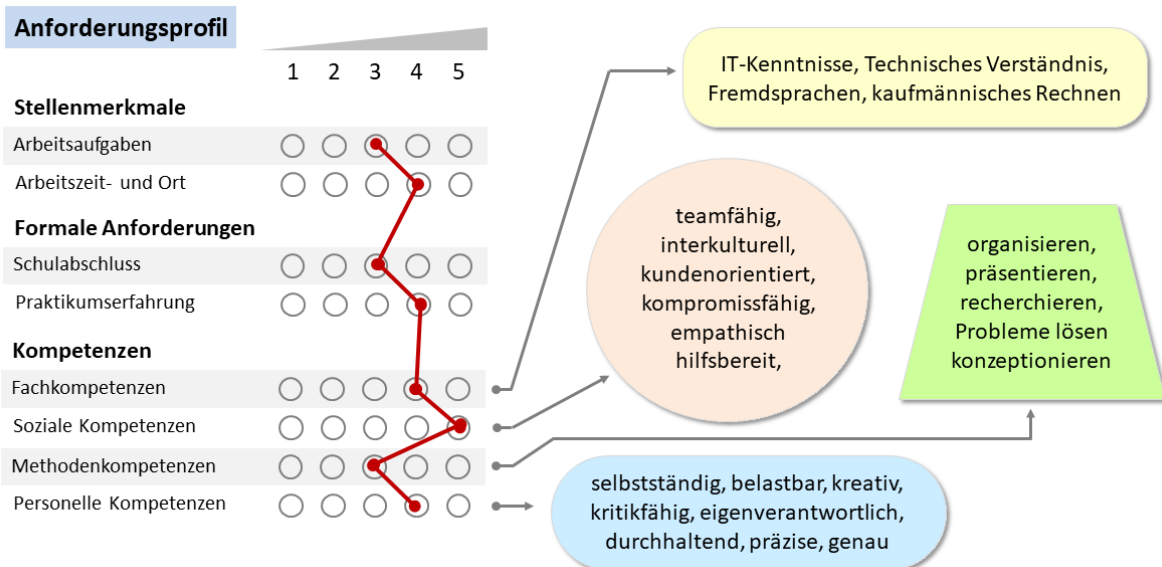 Anforderungsprofil
1 2 3 4 5
Stellenmerkmale
Arbeitsaufgaben
Arbeitszeit- und Ort
Formale Anforderungen
Schulabschluss
Praktikumserfahrung
Kompetenzen
Fachkompetenzen
Soziale Kompetenzen
Methodenkompetenzen
Personelle Kompetenzen
IT-Kenntnisse, Technisches Verständnis,
Fremdsprachen, kaufmännisches Rechnen
teamfähig,
interkulturell,
kundenorientiert,
kompromissfähig,
empathisch
hilfsbereit,
organisieren,
präsentieren,
recherchieren,
Probleme lösen
konzeptionieren
selbstständig, belastbar, kreativ,
kritikfähig, eigenverantwortlich,
durchhaltend, präzise, genau